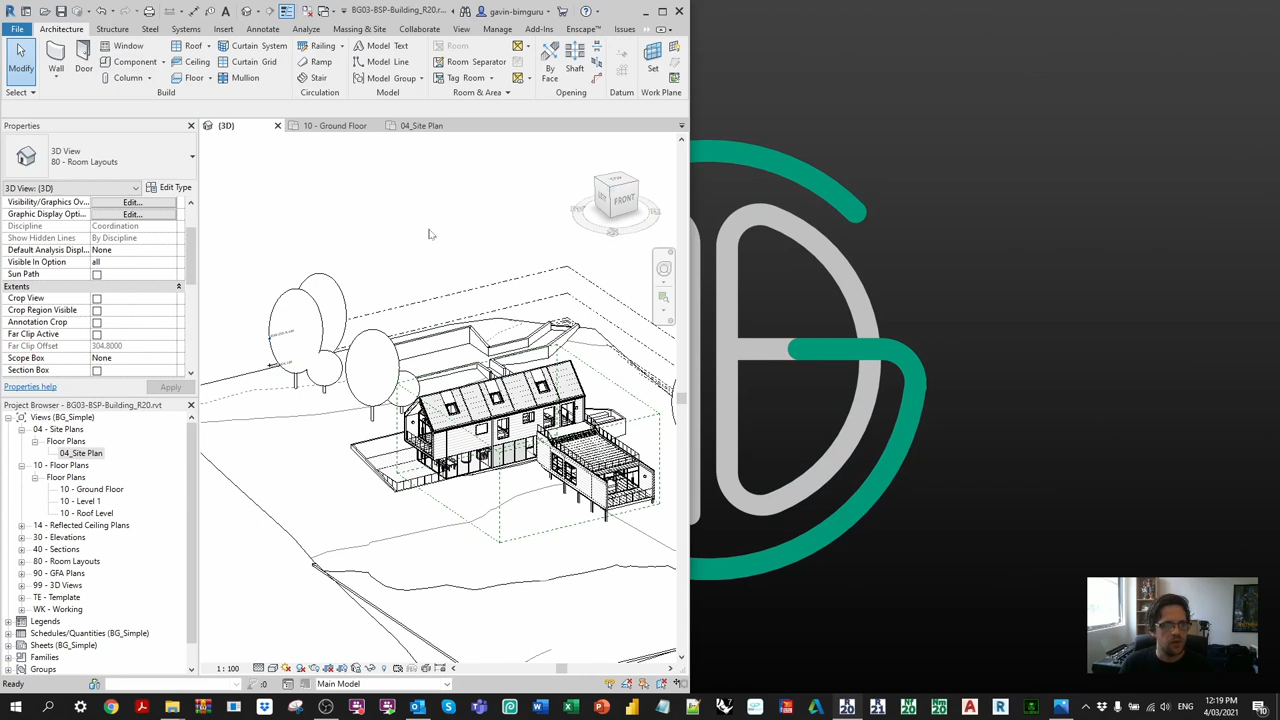 BG03-BSP-Building_R20.rvt...
gavin-bimguru
File
Architecture
Structure
Steel
Systems
Insert
Annotate
Analyze
Massing & Site
Collaborate
View
Manage
Add-Ins
Enscape™
Issues
Modify
Wall
Door
Window
Component
Column
Roof
Ceiling
Floor
Curtain System
Curtain Grid
Mullion
Railing
Ramp
Stair
Model Text
Model Line
Model Group
Room
Room Separator
Tag Room
By
Face
Shaft
Set
Select
Build
Circulation
Model
Room & Area
Opening
Datum
Work Plane
Properties
{3D}
10 - Ground Floor
04_Site Plan
3D View
80 - Room Layouts
3D View: {3D}
Edit Type
Visibility/Graphics Ov... Edit...
Graphic Display Opti... Edit...
Discipline Coordination
Show Hidden Lines By Discipline
Default Analysis Displ... None
Visible In Option all
Sun Path
Extents
Crop View
Crop Region Visible
Annotation Crop
Far Clip Active
Far Clip Offset 304.8000
Scope Box None
Section Box
Properties help
Apply
FRONT
Project Browser - BG03-BSP-Building_R20.rvt
Views (BG_Simple)
04 - Site Plans
Floor Plans
04_Site Plan
10 - Floor Plans
Floor Plans
10 - Ground Floor
10 - Level 1
10 - Roof Level
14 - Reflected Ceiling Plans
30 - Elevations
40 - Sections
80 - Room Layouts
90 - GFA Plans
99 - 3D Views
TE - Template
WK - Working
Legends
Schedules/Quantities (BG_Simple)
Sheets (BG_Simple)
Families
Groups
1 : 100
Ready
:0
Main Model
12:19 PM
ENG
4/03/2021